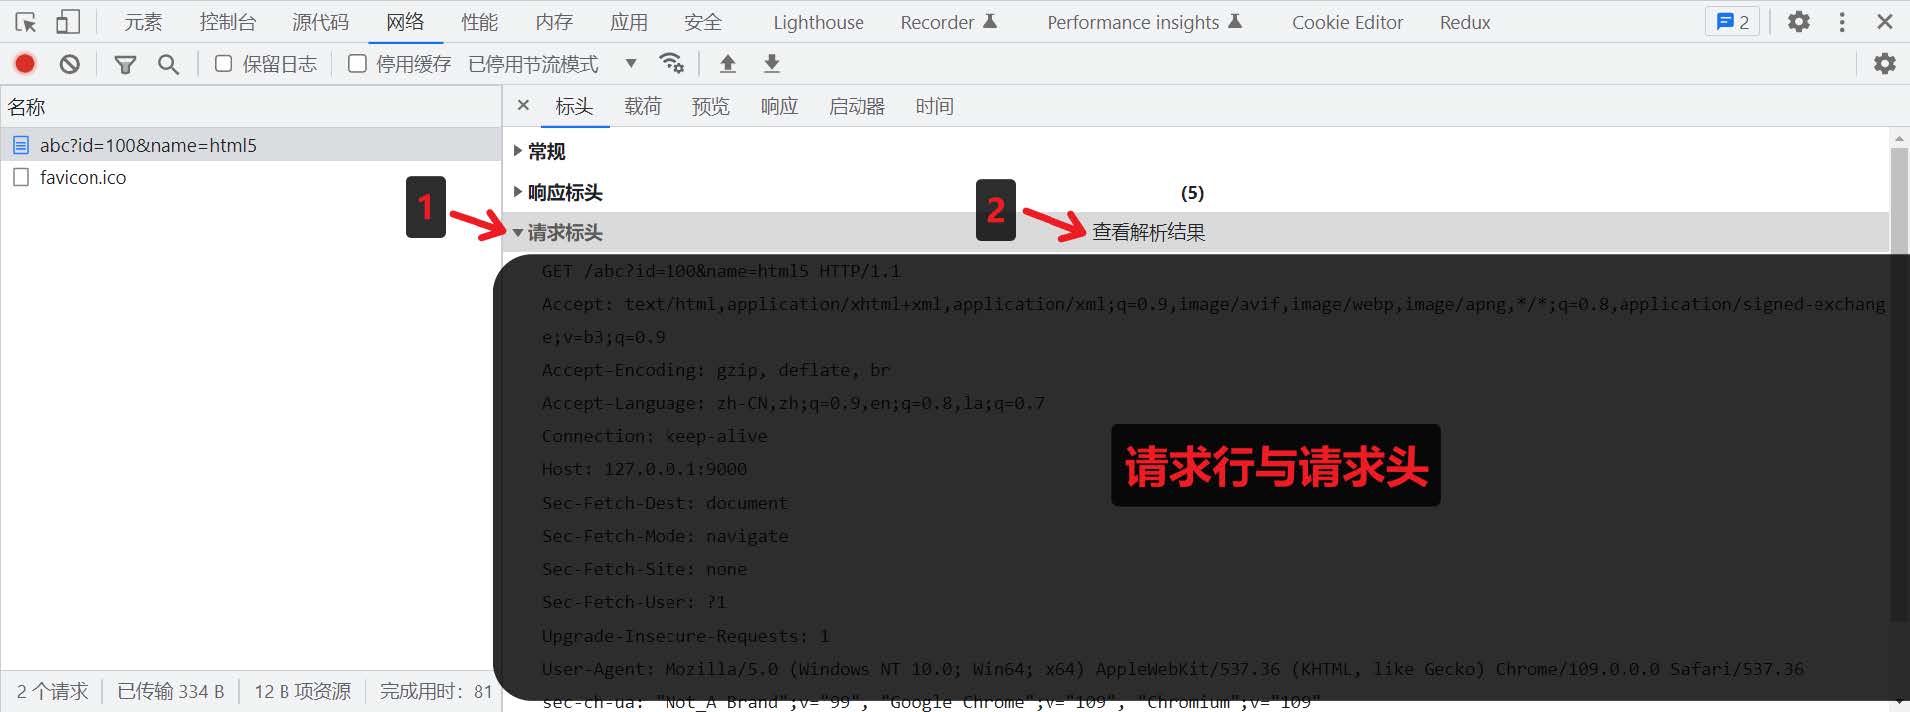 元素 控制台 源代码 网络 性能 内存 应用 安全 Lighthouse Recorder Performance insights Cookie Editor Redux 2
保留日志 停用缓存 已停用节流模式
名称
标头 载荷 预览 响应 启动器 时间
abc?id=100&name=html5
favicon.ico
常规
响应标头 (5)
1
2
请求标头 查看解析结果
GET /abc?id=100&name=html5 HTTP/1.1
Accept: text/html,application/xhtml+xml,application/xml;q=0.9,image/avif,image/webp,image/apng,*/*;q=0.8,application/signed-exchang
e;v=b3;q=0.9
Accept-Encoding: gzip, deflate, br
Accept-Language: zh-CN,zh;q=0.9,en;q=0.8,la;q=0.7
Connection: keep-alive
请求行与请求头
Host: 127.0.0.1:9000
Sec-Fetch-Dest: document
Sec-Fetch-Mode: navigate
Sec-Fetch-Site: none
Sec-Fetch-User: ?1
Upgrade-Insecure-Requests: 1
User-Agent: Mozilla/5.0 (Windows NT 10.0; Win64; x64) AppleWebKit/537.36 (KHTML, like Gecko) Chrome/109.0.0.0 Safari/537.36
sec-ch-ua: "Not_A Brand";v="99", "Google Chrome";v="109", "Chromium";v="109"
2 个请求 已传输 334 B 12 B 项资源 完成用时：81